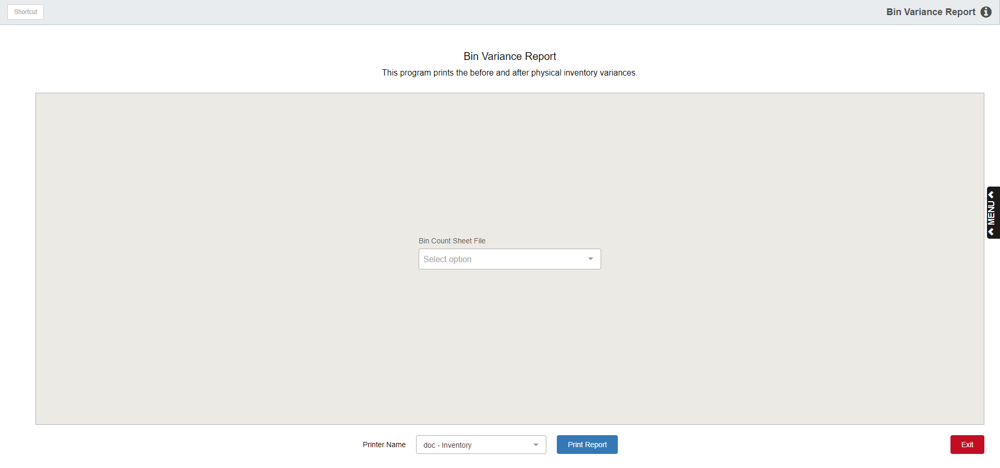 Shortcut
Bin Variance Report
Bin Variance Report
This program prints the before and after physical inventory variances.
MENU
Bin Count Sheet File
Select option
Printer Name
doc - Inventory
Print Report
Exit